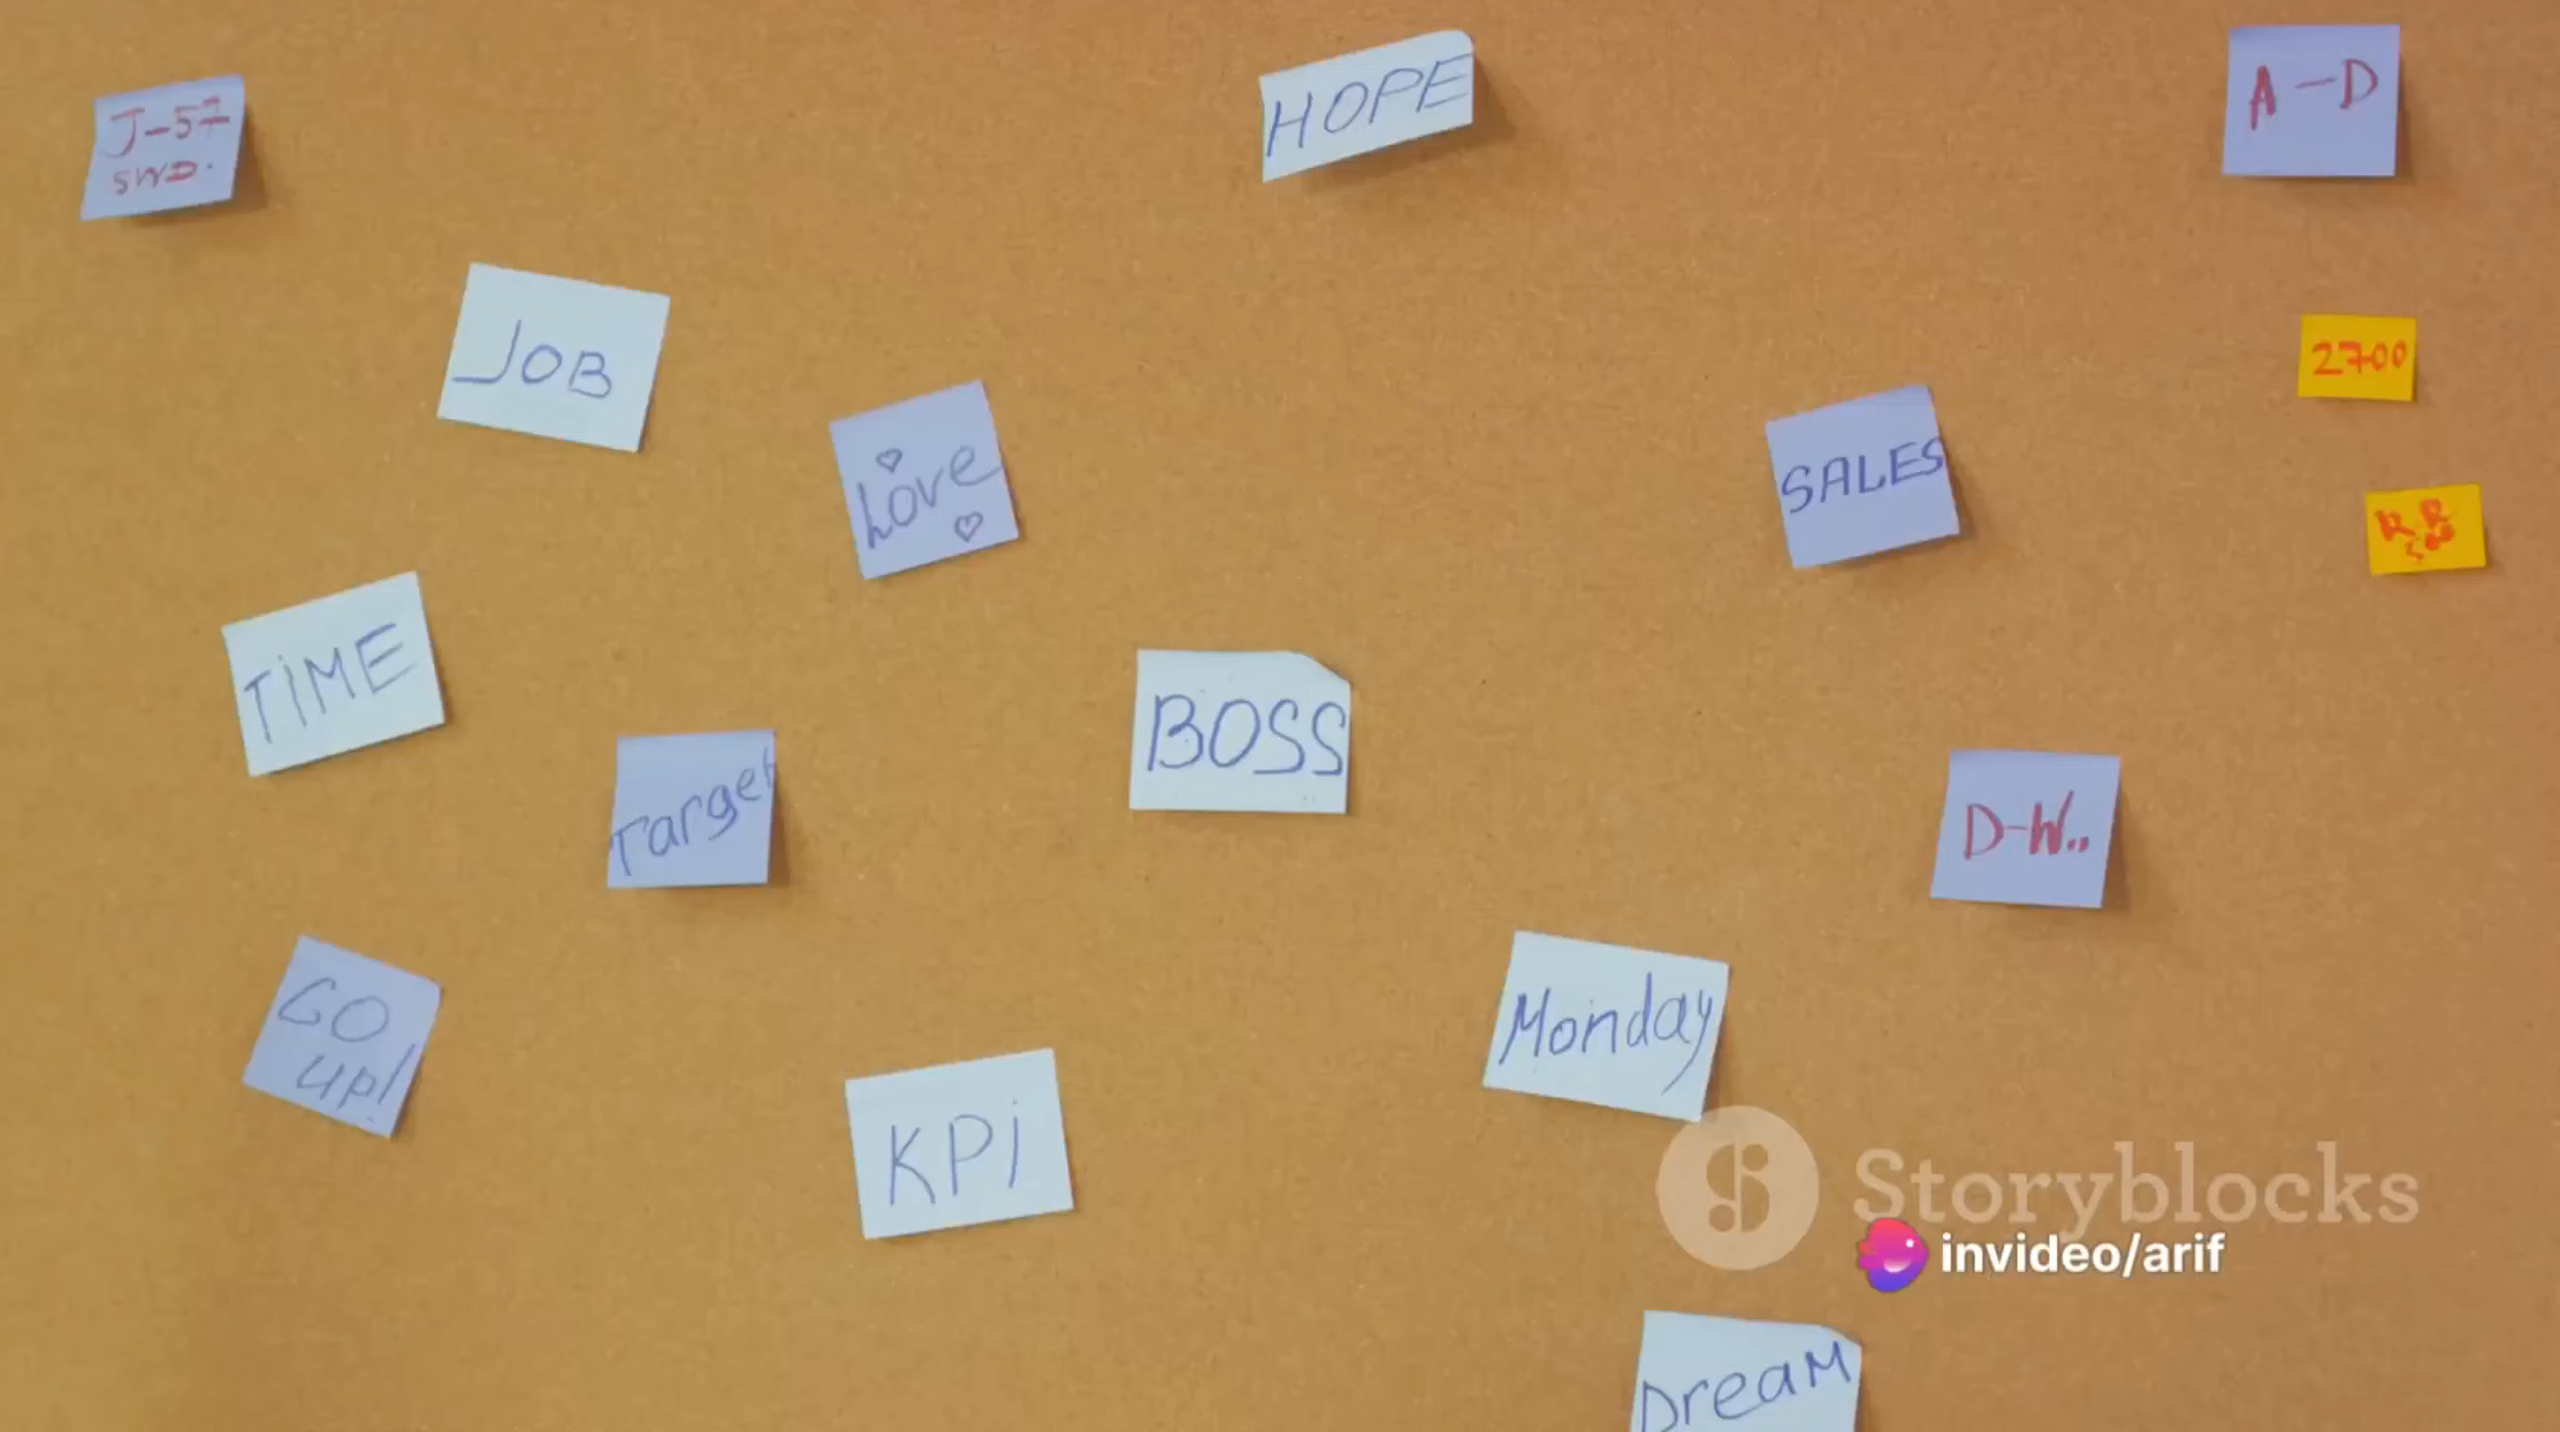 J-57
SWD.
HOPE
A-D
JOB
2700
Love
SALES
TIME
BOSS
Target
D-W..
GO
UP!
Monday
KPi
Storyblocks
invideo/arif
DreaM